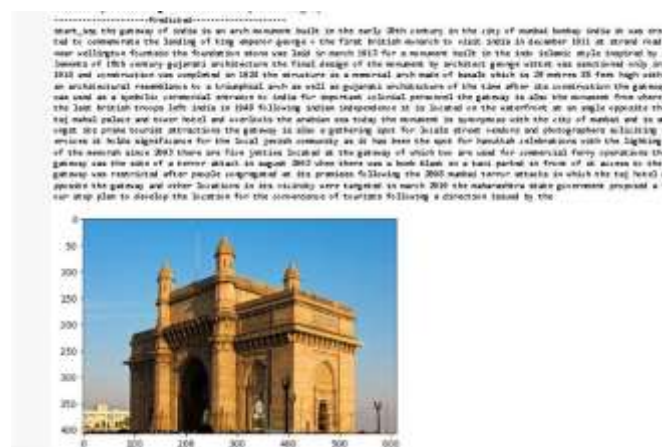 --------------------Predicted--------------------
start_seq the gateway of india is an arch monument built in the early 20th century in the city of mumbai bombay india it was erec
ted to commemorate the landing of king emperor george v the first british monarch to visit india in december 1911 at strand road
near wellington fountain the foundation stone was laid in march 1913 for a monument built in the indo islamic style inspired by
lements of 16th century gujarati architecture the final design of the monument by architect george wittet was sanctioned only in
1914 and construction was completed in 1924 the structure is a memorial arch made of basalt which is 26 metres 85 feet high with
an architectural resemblance to a triumphal arch as well as gujarati architecture of the time after its construction the gateway
was used as a symbolic ceremonial entrance to india for important colonial personnel the gateway is also the monument from where
the last british troops left india in 1948 following indian independence it is located on the waterfront at an angle opposite the
taj mahal palace and tower hotel and overlooks the arabian sea today the monument is synonymous with the city of mumbai and is
ongst its prime tourist attractions the gateway is also a gathering spot for locals street vendors and photographers soliciting
ervices it holds significance for the local jewish community as it has been the spot for hanukkah celebrations with the lighting
of the menorah since 2003 there are five jetties located at the gateway of which two are used for commercial ferry operations the
gateway was the site of a terror attack in august 2003 when there was a bomb blast in a taxi parked in front of it access to the
gateway was restricted after people congregated at its premises following the 2008 mumbai terror attacks in which the taj hotel
pposite the gateway and other locations in its vicinity were targeted in march 2019 the maharashtra state government proposed a
our step plan to develop the location for the convenience of tourists following a direction issued by the
0
50
100
150
200
250
300
350
400
0 100 200 300 400 500 600